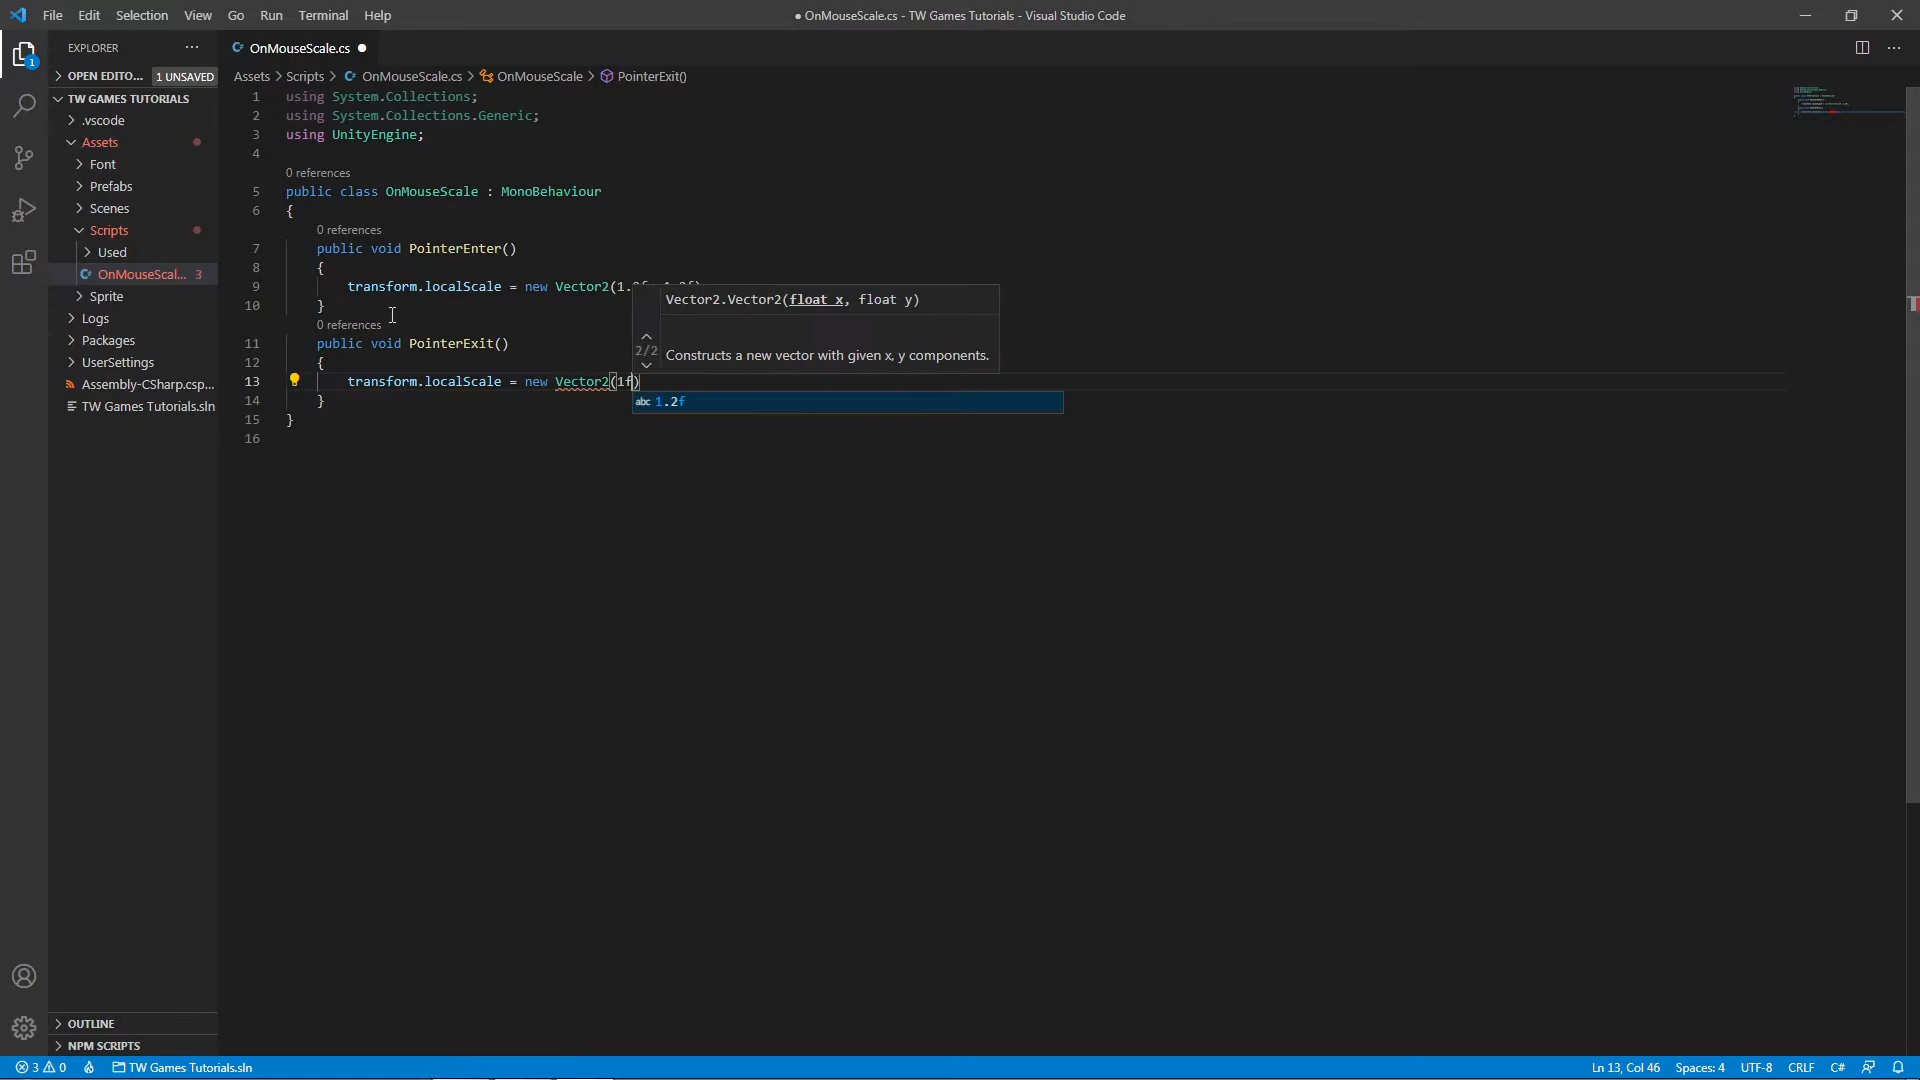 File Edit Selection View Go Run Terminal Help
● OnMouseScale.cs - TW Games Tutorials - Visual Studio Code
EXPLORER
OnMouseScale.cs
OPEN EDITO... 1 UNSAVED
Assets > Scripts > OnMouseScale.cs > OnMouseScale > PointerExit()
TW GAMES TUTORIALS
.vscode
Assets
Font
Prefabs
Scenes
Scripts
Used
OnMouseScal... 3
Sprite
Logs
Packages
UserSettings
Assembly-CSharp.csp...
TW Games Tutorials.sln
1 using System.Collections;
2 using System.Collections.Generic;
3 using UnityEngine;
4
0 references
5 public class OnMouseScale : MonoBehaviour
6 {
0 references
7 public void PointerEnter()
8 {
9 transform.localScale = new Vector2(1.
10 }
0 references
11 public void PointerExit()
12 {
13 transform.localScale = new Vector2(1f)
14 }
15 }
16
Vector2.Vector2(float x, float y)
2/2
Constructs a new vector with given x, y components.
abc 1.2f
1
OUTLINE
NPM SCRIPTS
3 0 TW Games Tutorials.sln
Ln 13, Col 46 Spaces: 4 UTF-8 CRLF C#